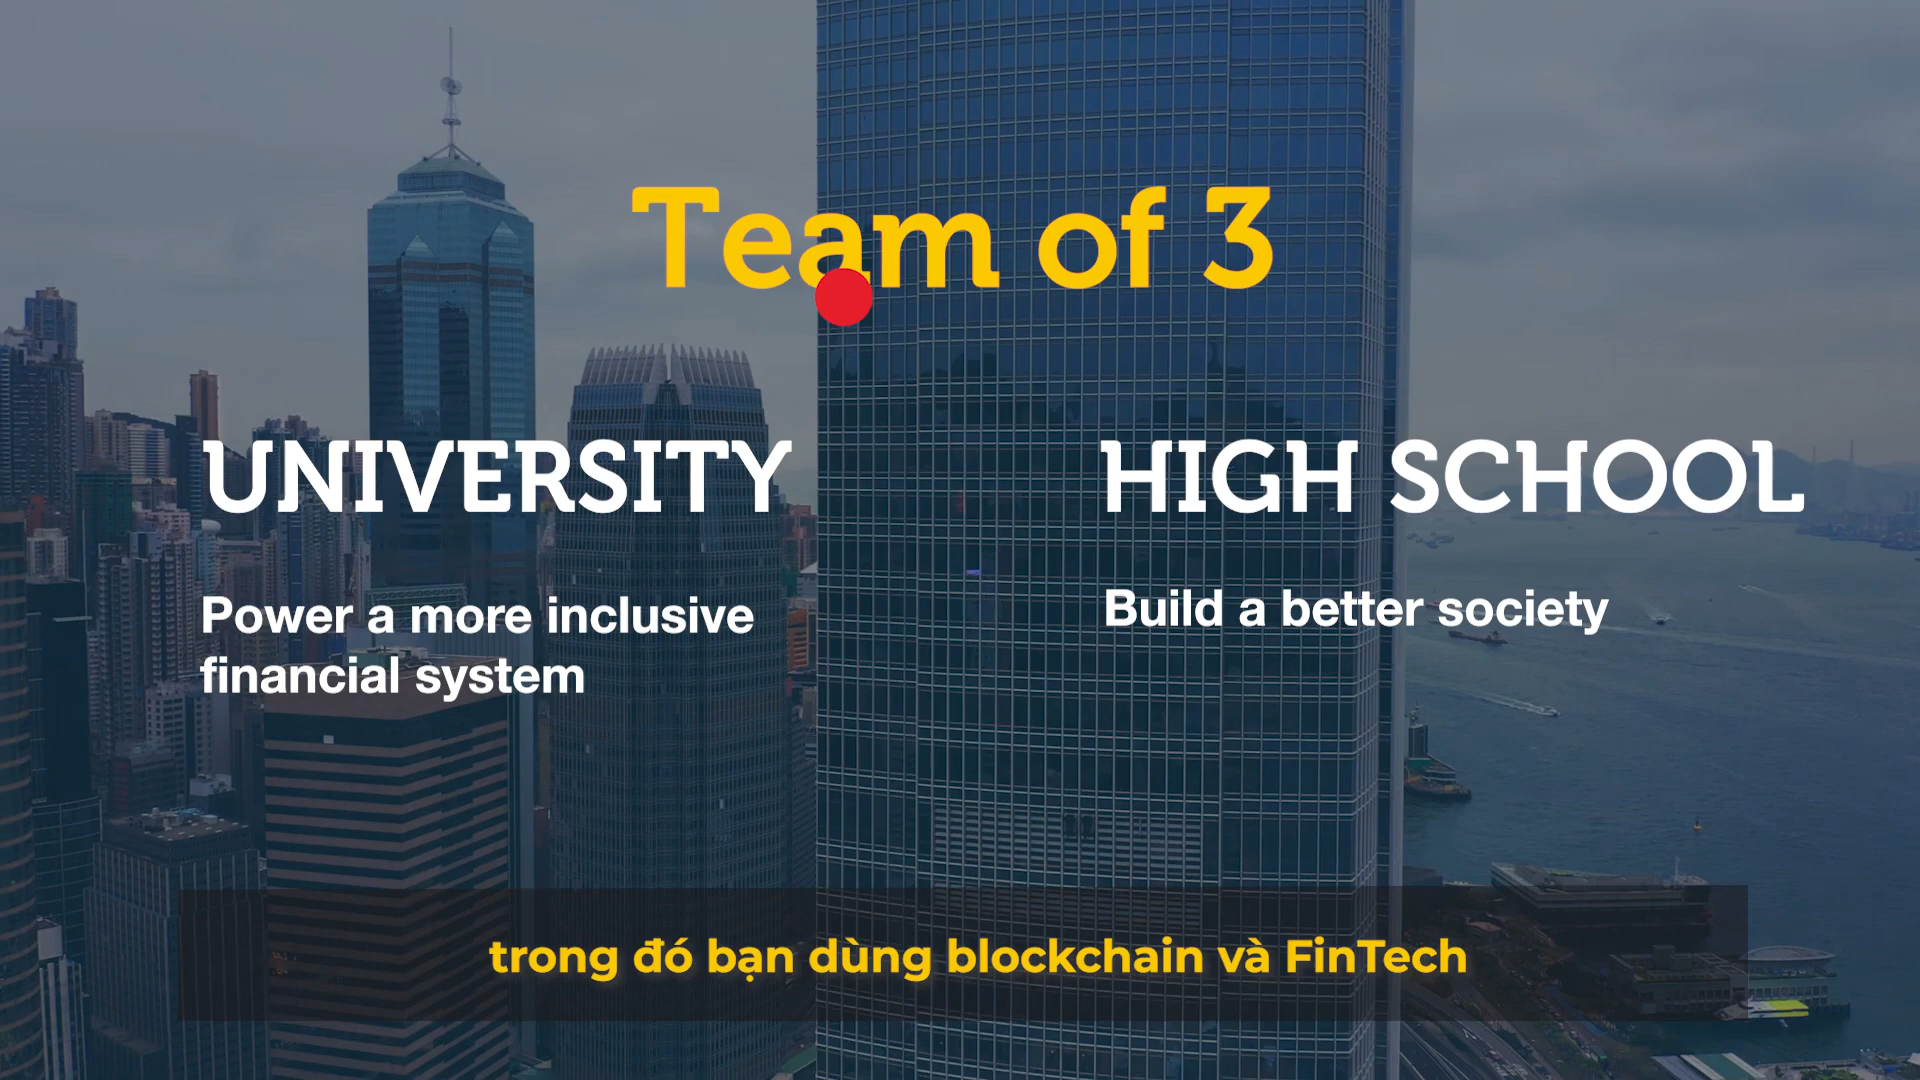 Team of 3
UNIVERSITY
Power a more inclusive
financial system
HIGH SCHOOL
Build a better society
trong đó bạn dùng blockchain và FinTech